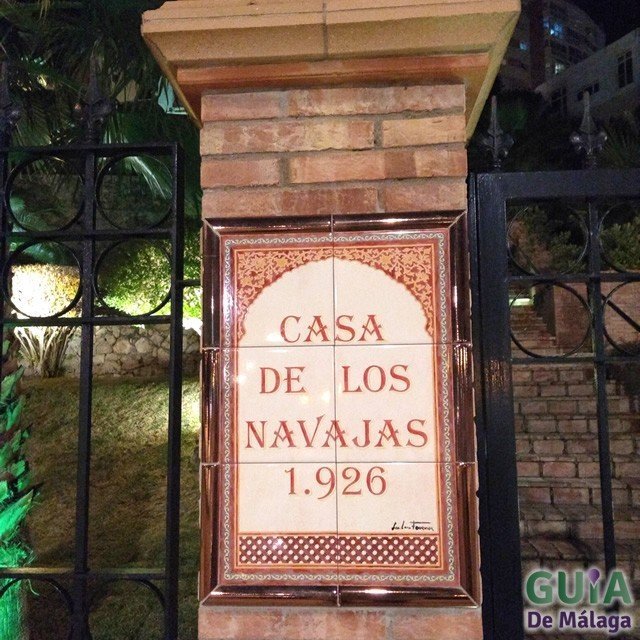 CASA
DE LOS
NAVAJAS
1.926
GUIA
De Málaga